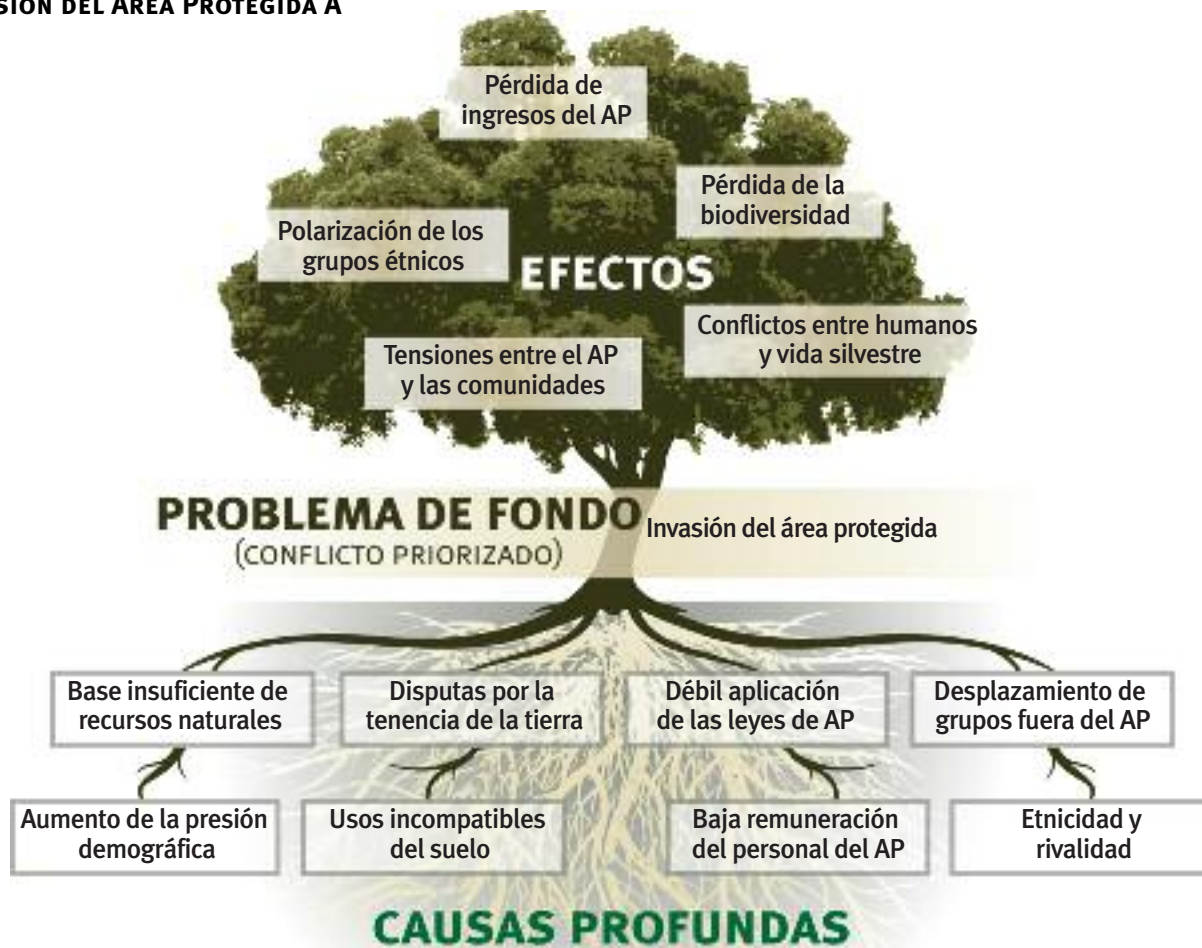 SIÓN DEL ÁREA PROTEGIDA A
Pérdida de
ingresos del AP
Pérdida de la
biodiversidad
Polarización de los
grupos étnicos
EFECTOS
Conflictos entre humanos
y vida silvestre
Tensiones entre el AP
y las comunidades
PROBLEMA DE FONDO
(CONFLICTO PRIORIZADO)
Invasión del área protegida
Base insuficiente de
recursos naturales
Disputas por la
tenencia de la tierra
Débil aplicación
de las leyes de AP
Desplazamiento de
grupos fuera del AP
Aumento de la presión
demográfica
Usos incompatibles
del suelo
Baja remuneración
del personal del AP
Etnicidad y
rivalidad
CAUSAS PROFUNDAS